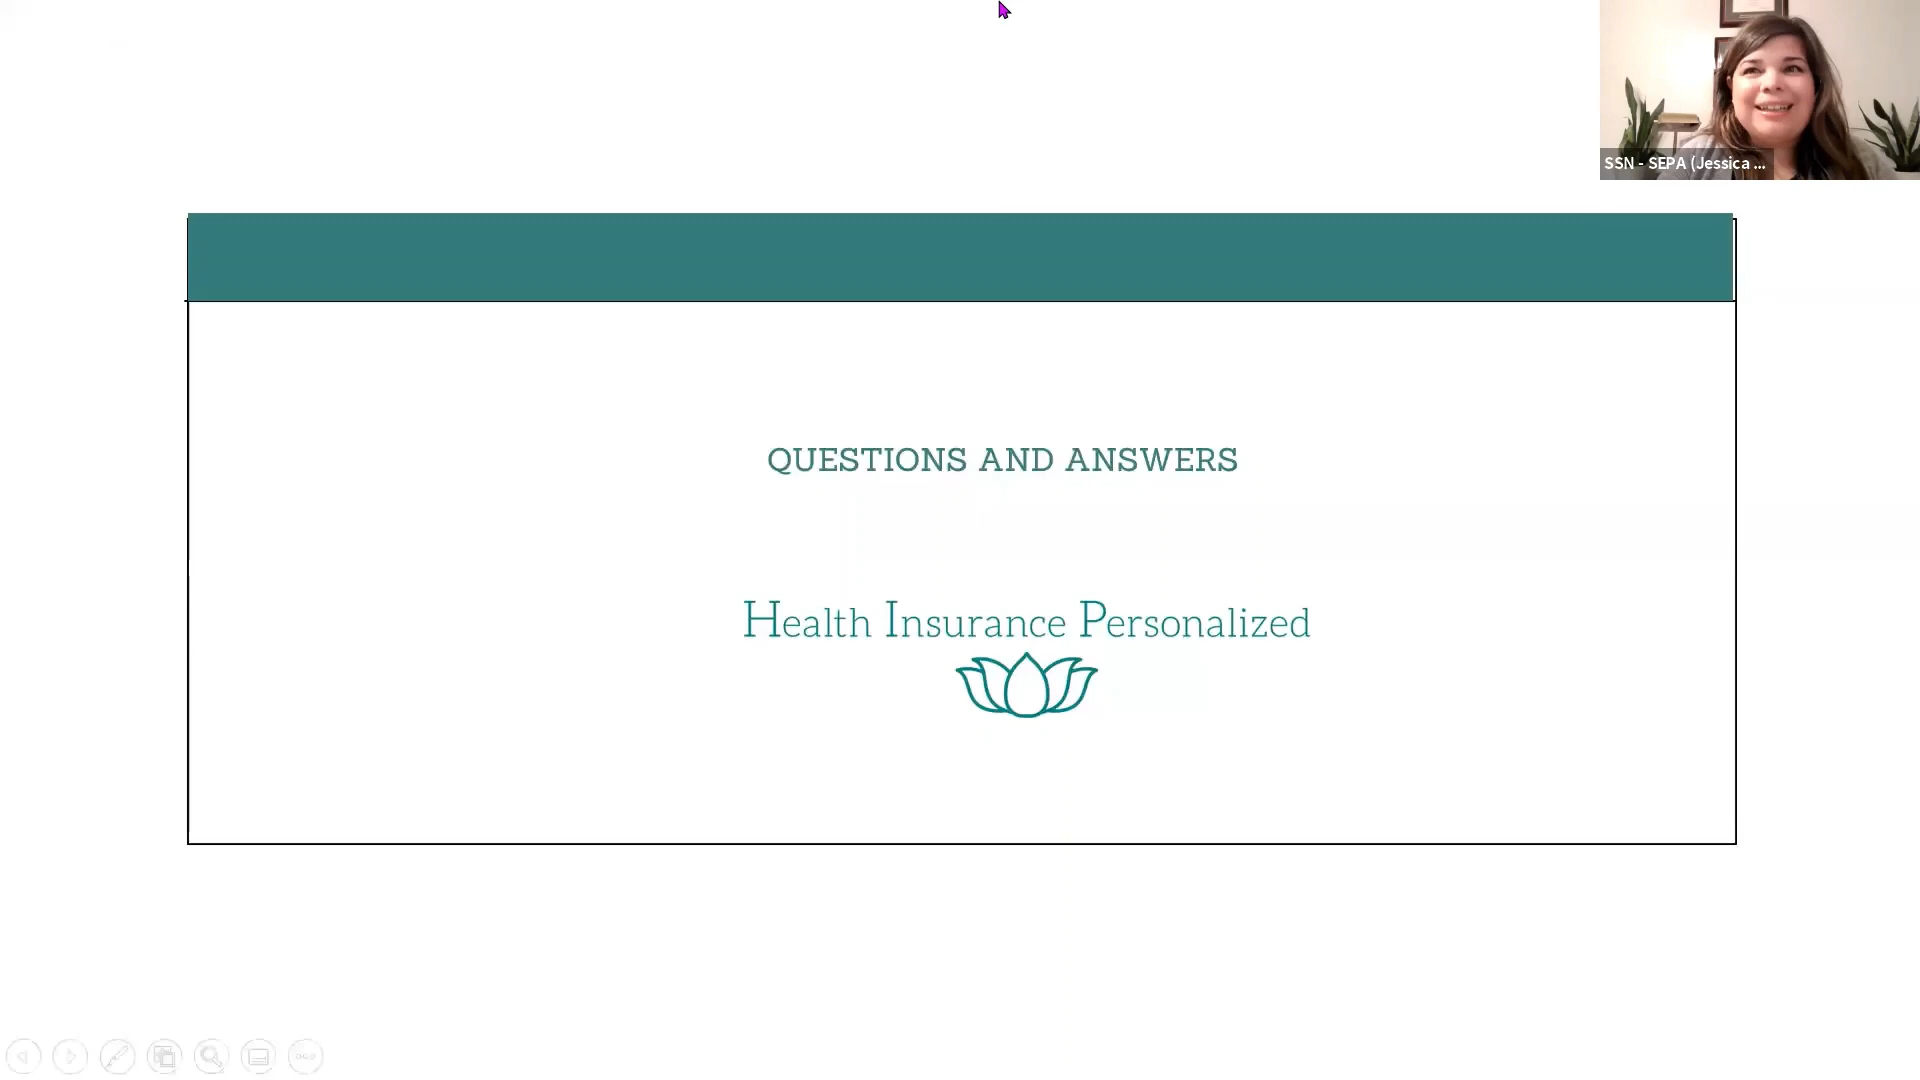 SSN - SEPA (Jessica ...
QUESTIONS AND ANSWERS
Health Insurance Personalized